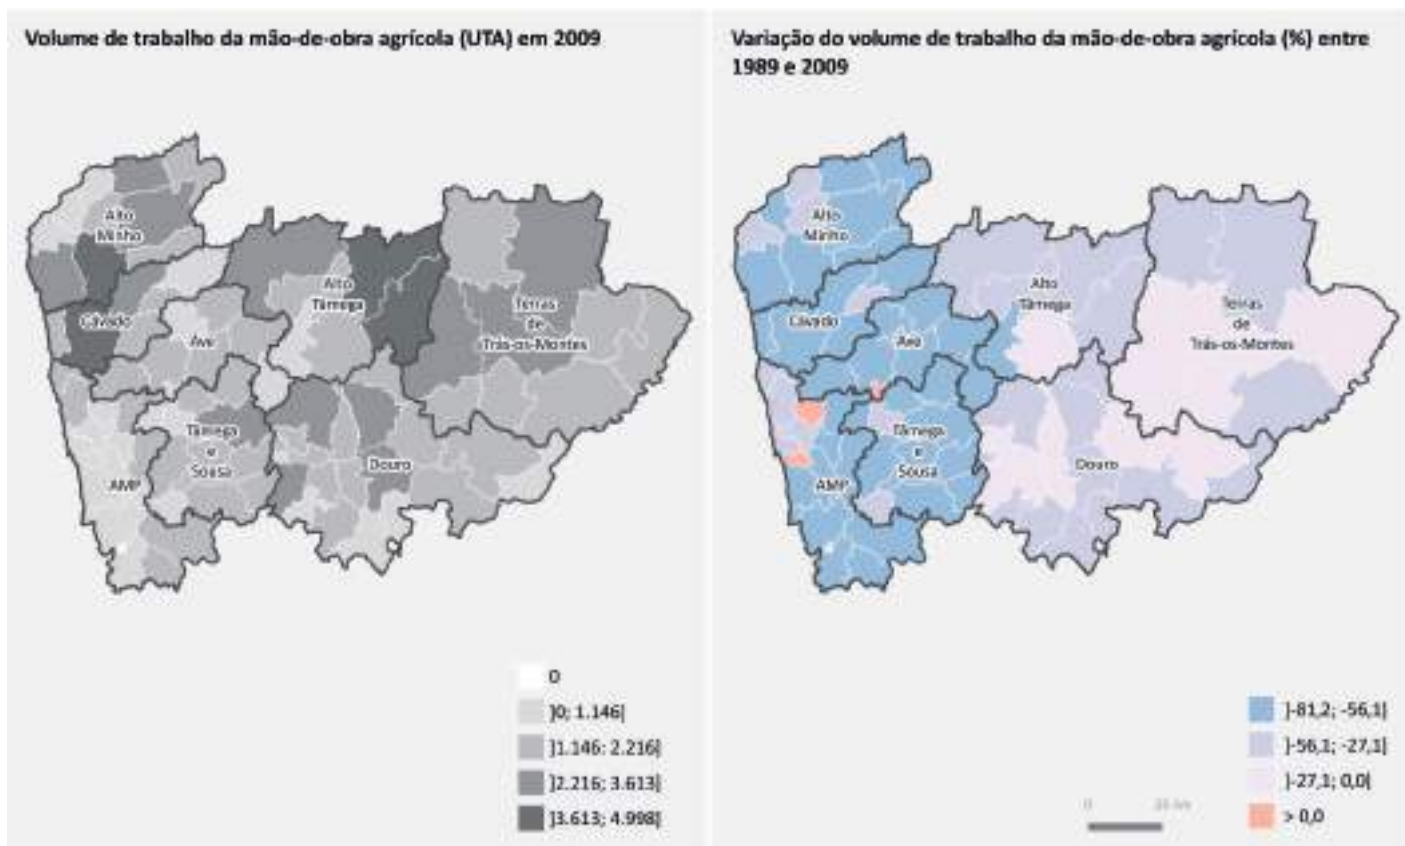 Volume de trabalho da mão-de-obra agrícola (UTA) em 2009
Alto
Minho
Cávado
Ave
Alto
Tâmega
Terras
de
Trás-os-Montes
Tâmega
e
Sousa
Douro
AMP
0
]0; 1.146]
]1.146: 2.216]
]2.216; 3.613]
]3.613; 4.998]
Variação do volume de trabalho da mão-de-obra agrícola (%) entre
1989 e 2009
Alto
Minho
Cávado
Ave
Alto
Tâmega
Terras
de
Trás-os-Montes
Tâmega
e
Sousa
Douro
AMP
]-81,2; -56,1]
]-56,1; -27,1]
]-27,1; 0,0[
> 0,0
0
km